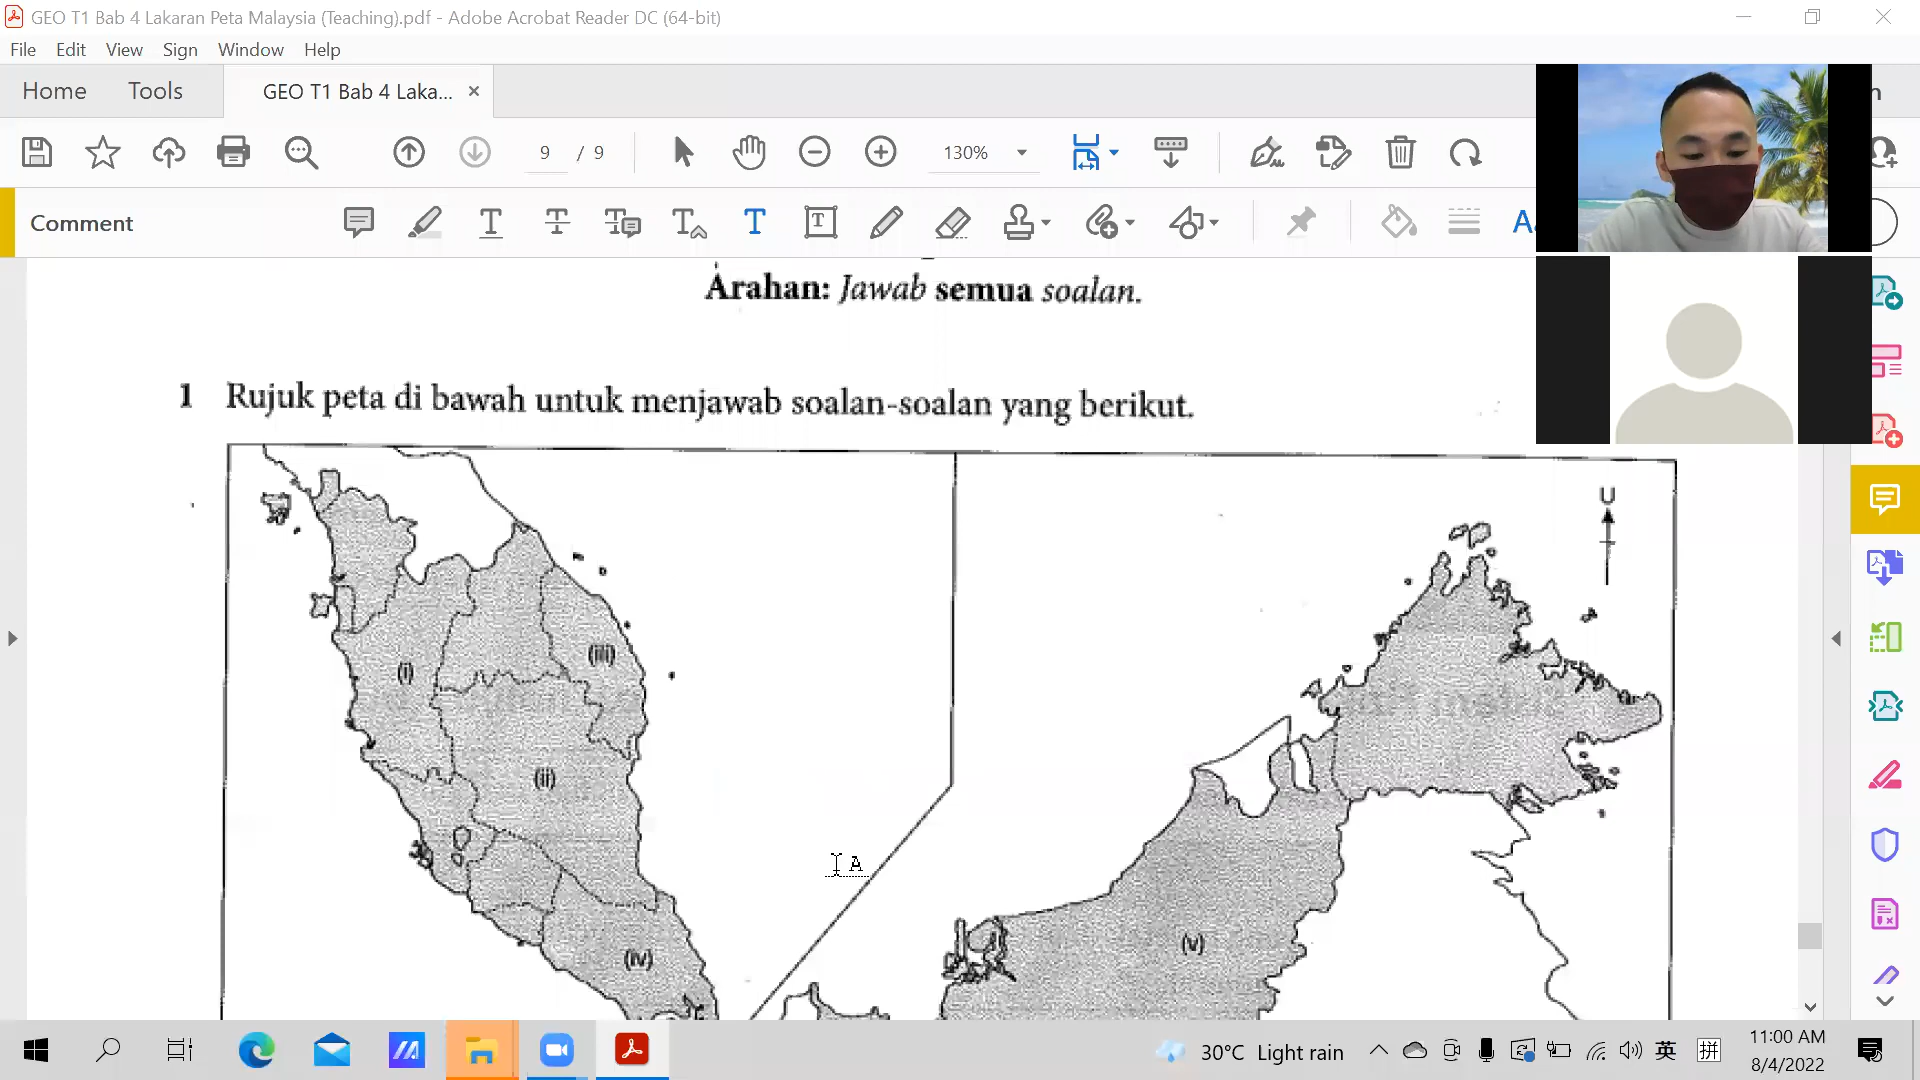 GEO T1 Bab 4 Lakaran Peta Malaysia (Teaching).pdf - Adobe Acrobat Reader DC (64-bit)
File Edit View Sign Window Help
Home Tools GEO T1 Bab 4 Laka...
9 / 9 130%
Comment
Arahan: Jawab semua soalan.
1 Rujuk peta di bawah untuk menjawab soalan-soalan yang berikut.
U
(i)
(iii)
(ii)
(iv)
(v)
A
30°C Light rain
英
拼
11:00 AM
8/4/2022